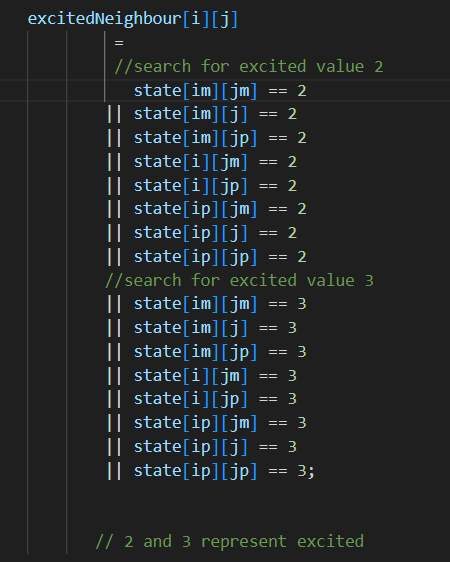 excitedNeighbour[i][j]
=
//search for excited value 2
state[im][jm] == 2
|| state[im][j] == 2
|| state[im][jp] == 2
|| state[i][jm] == 2
|| state[i][jp] == 2
|| state[ip][jm] == 2
|| state[ip][j] == 2
|| state[ip][jp] == 2
//search for excited value 3
|| state[im][jm] == 3
|| state[im][j] == 3
|| state[im][jp] == 3
|| state[i][jm] == 3
|| state[i][jp] == 3
|| state[ip][jm] == 3
|| state[ip][j] == 3
|| state[ip][jp] == 3;
// 2 and 3 represent excited